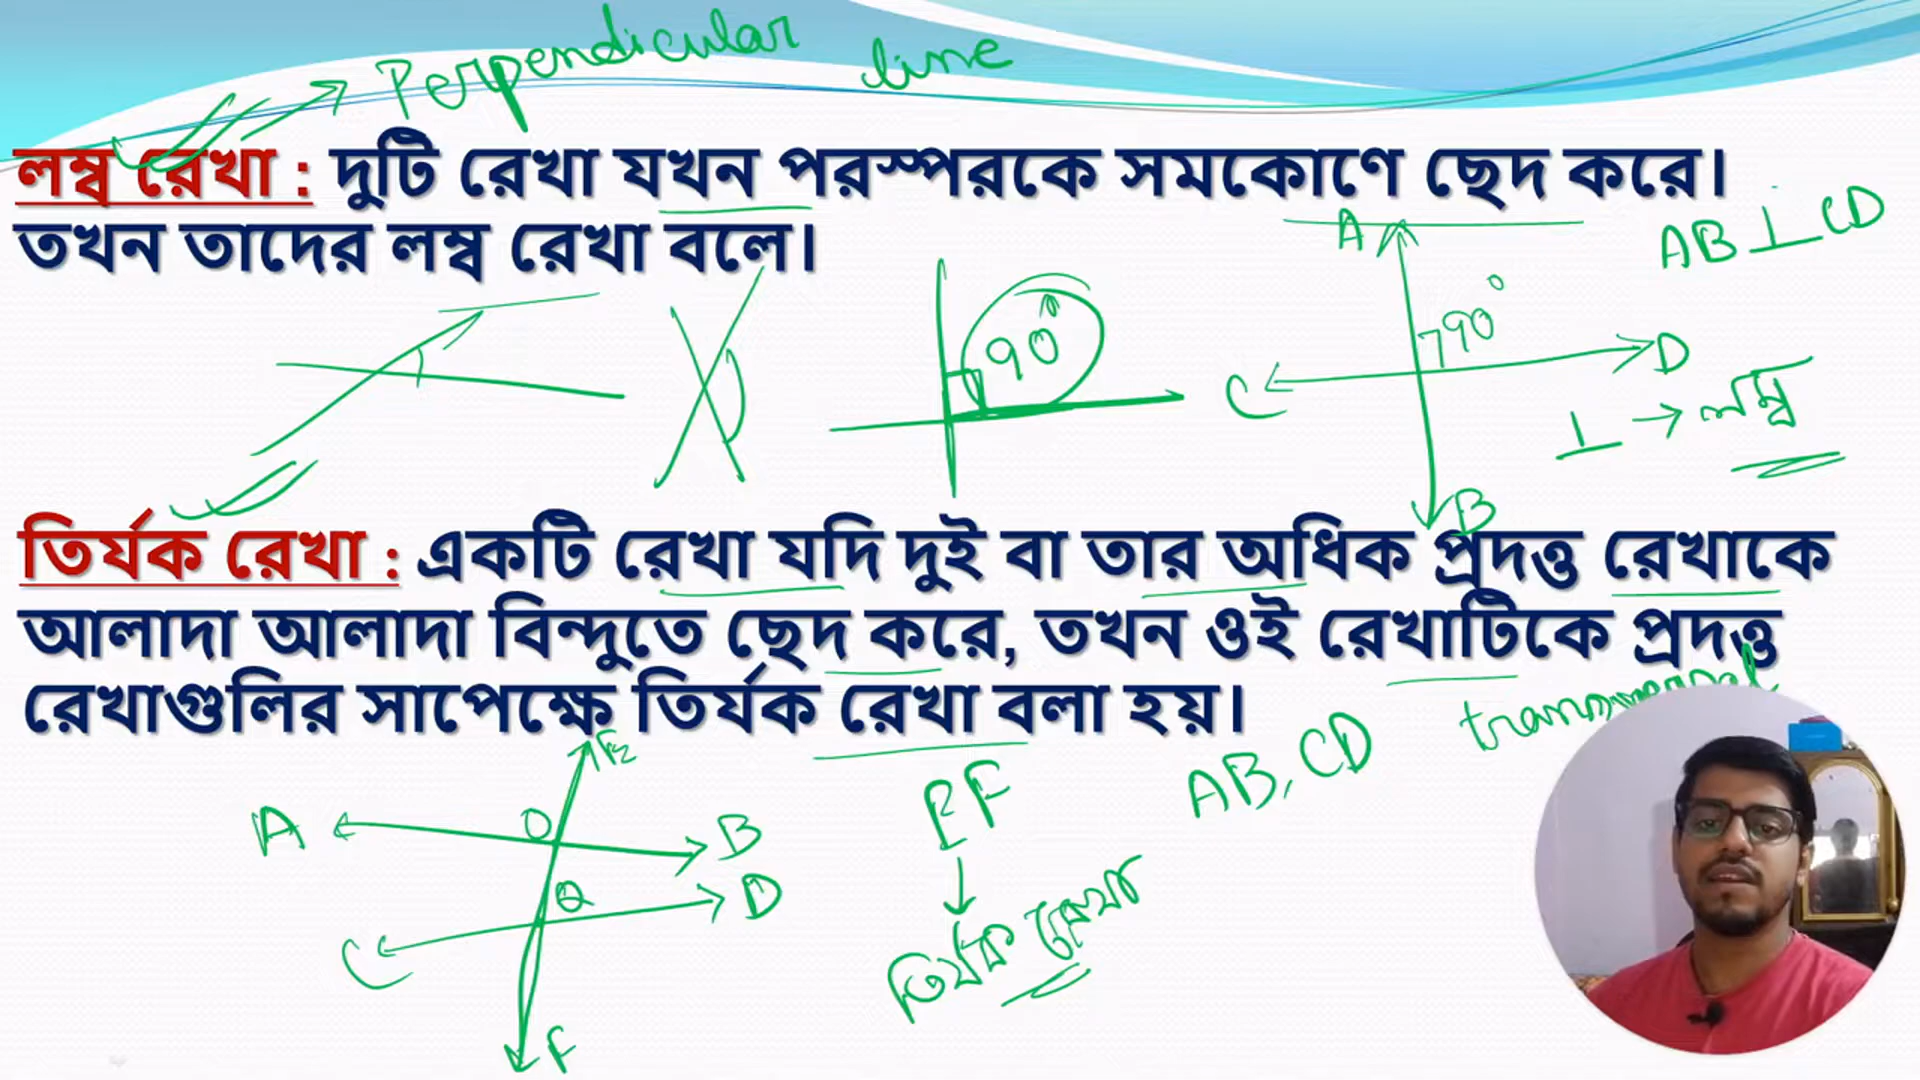 Perpendicular line
লম্ব রেখা : দুটি রেখা যখন পরস্পরকে সমকোণে ছেদ করে।
তখন তাদের লম্ব রেখা বলে।
A
AB ⊥ CD
90°
90°
C
D
⊥ → লম্ব
B
তির্যক রেখা : একটি রেখা যদি দুই বা তার অধিক প্রদত্ত রেখাকে
আলাদা আলাদা বিন্দুতে ছেদ করে, তখন ওই রেখাটিকে প্রদত্ত
রেখাগুলির সাপেক্ষে তির্যক রেখা বলা হয়।
EF
AB, CD
A
O
B
Q
D
C
তির্যক রেখা
F